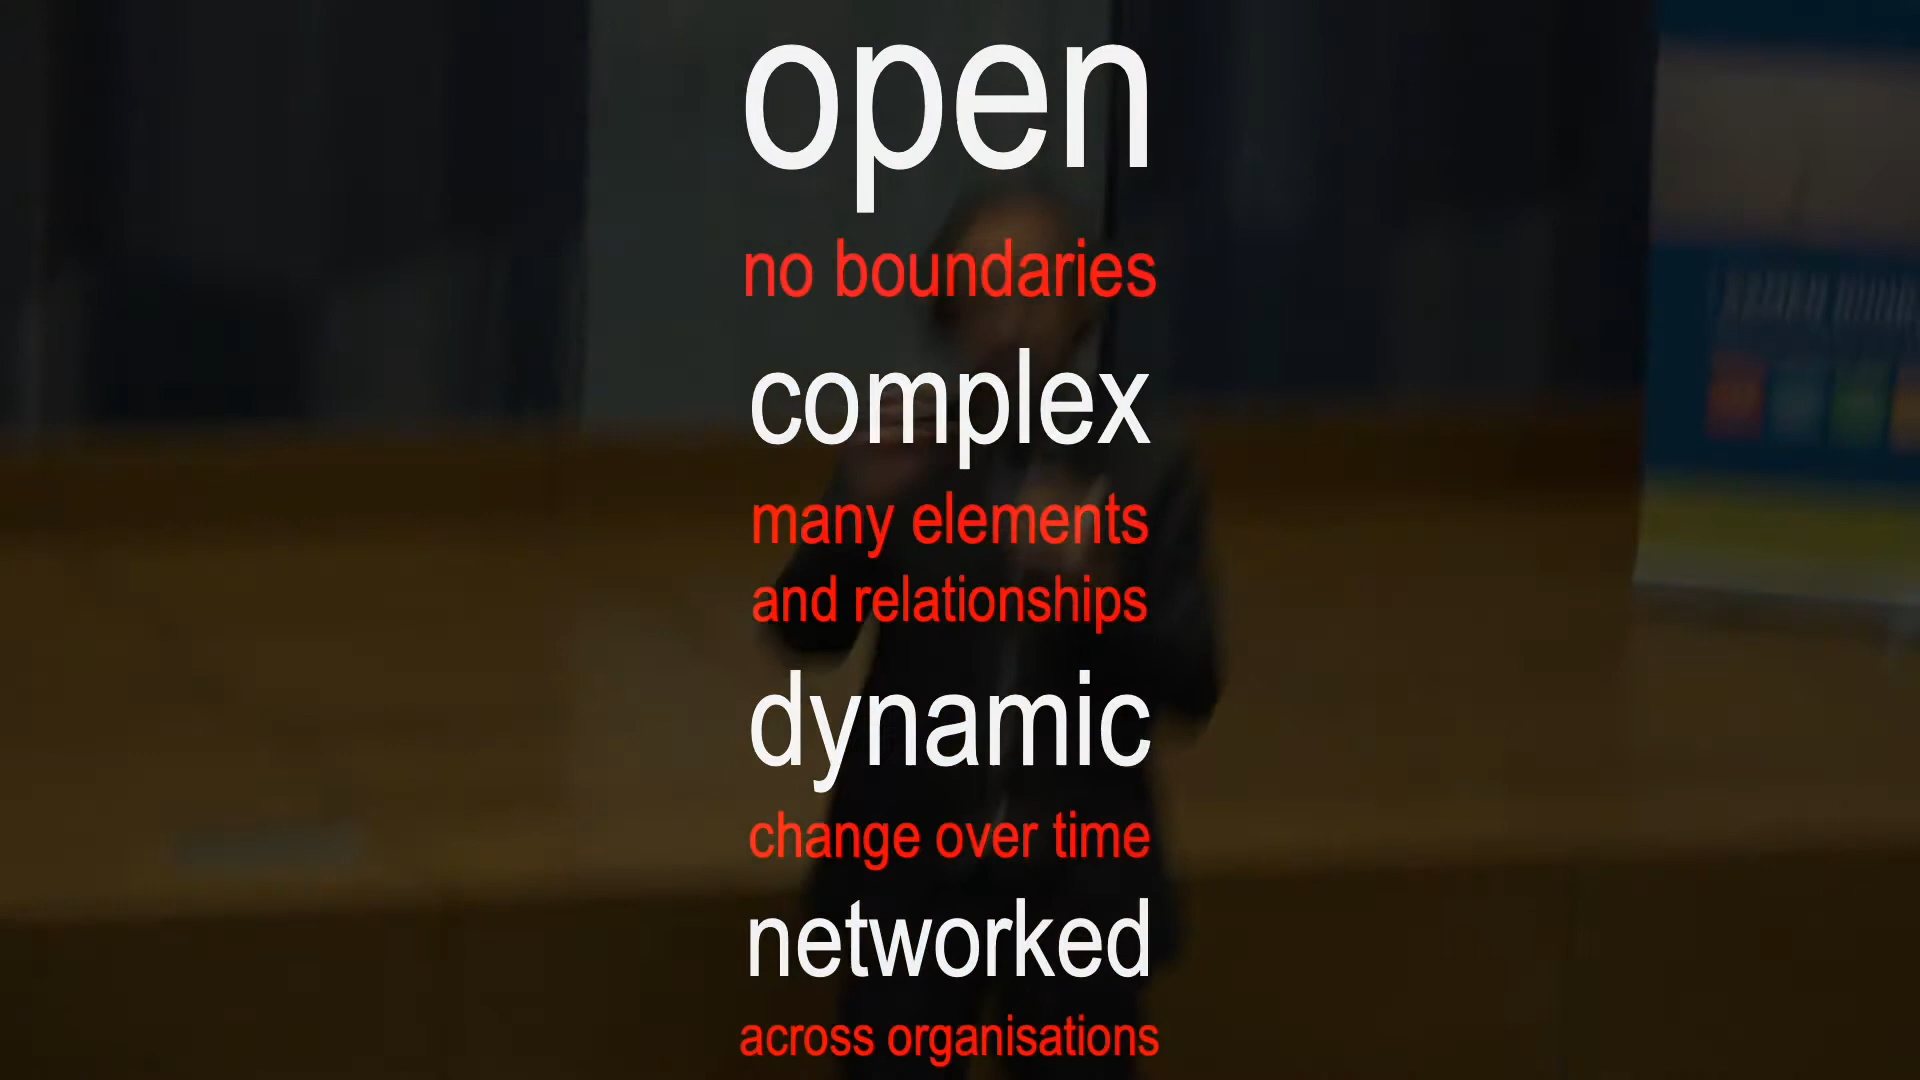 open
no boundaries
complex
many elements
and relationships
dynamic
change over time
networked
across organisations